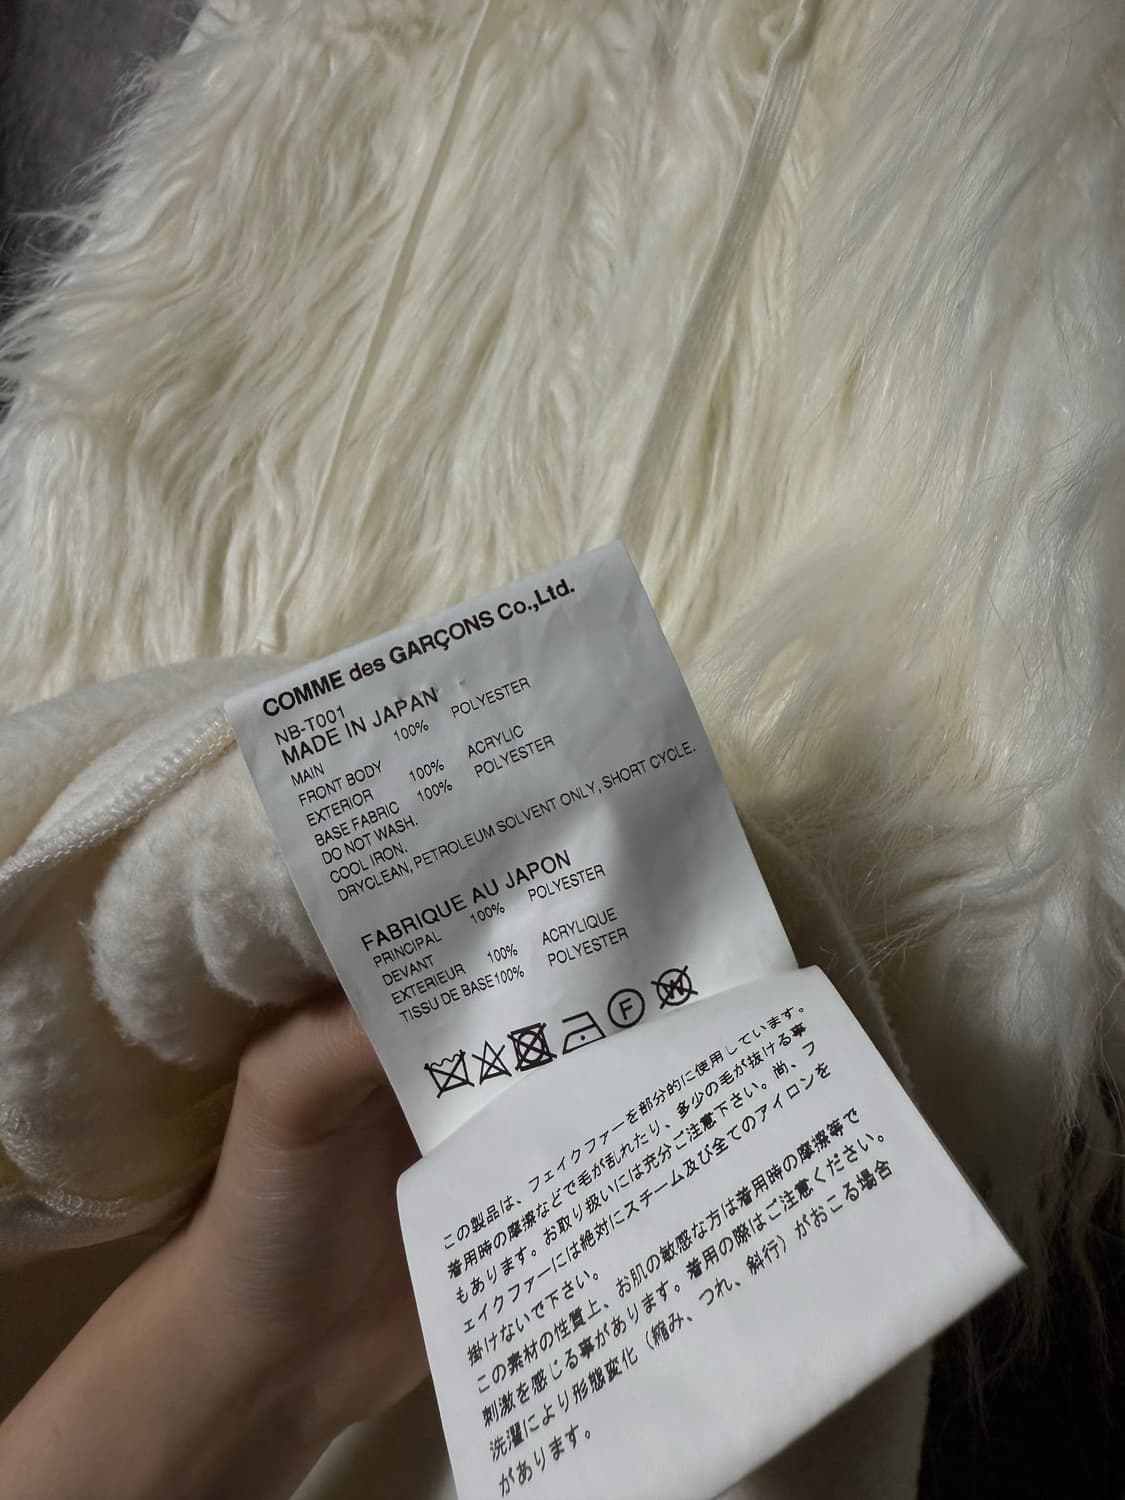 COMME des GARÇONS Co.,Ltd.
NB-T001
MADE IN JAPAN
MAIN 100% POLYESTER
FRONT BODY
EXTERIOR 100% ACRYLIC
BASE FABRIC 100% POLYESTER
DO NOT WASH.
COOL IRON.
DRYCLEAN, PETROLEUM SOLVENT ONLY, SHORT CYCLE.
FABRIQUE AU JAPON
PRINCIPAL 100% POLYESTER
DEVANT
EXTERIEUR 100% ACRYLIQUE
TISSU DE BASE100% POLYESTER
F W
この製品は、フェイクファーを部分的に使用しています。
着用時の摩擦などで毛が乱れたり、多少の毛が抜ける事
もあります。お取り扱いには充分ご注意下さい。尚、フ
ェイクファーには絶対にスチーム及び全てのアイロンを
掛けないで下さい。
この素材の性質上、お肌の敏感な方は着用時の摩擦等で
刺激を感じる事があります。着用の際はご注意ください。
洗濯により形態変化（縮み、つれ、斜行）がおこる場合
があります。